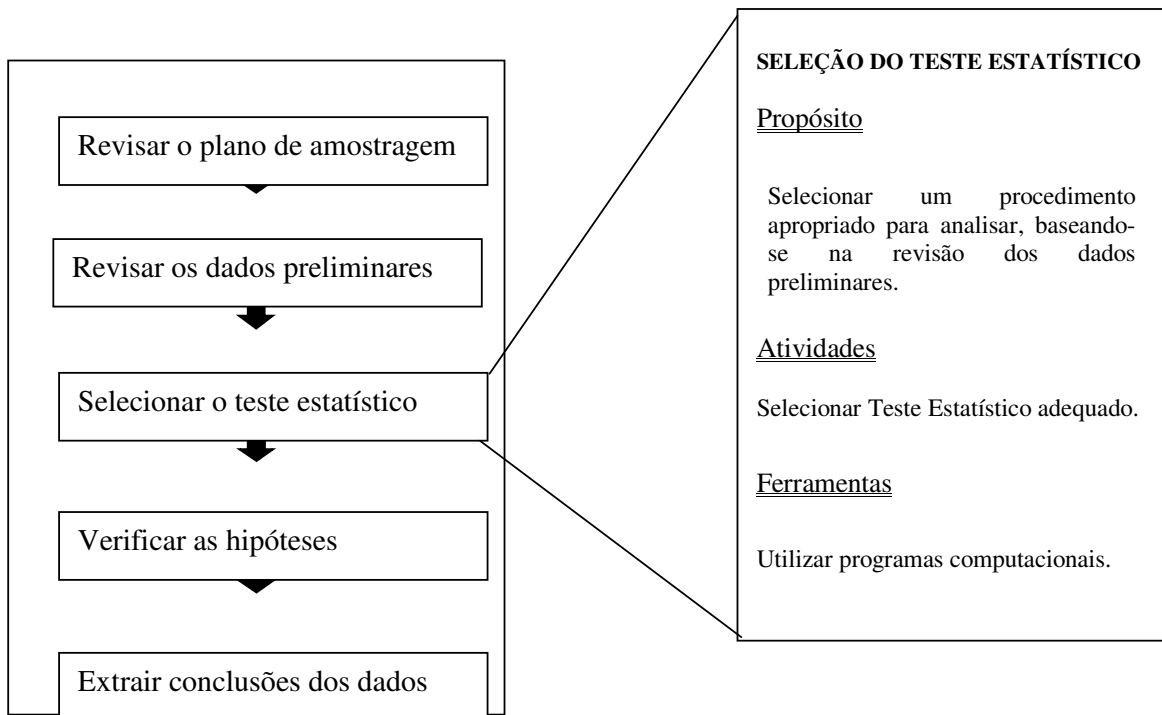 Revisar o plano de amostragem
Revisar os dados preliminares
Selecionar o teste estatístico
Verificar as hipóteses
Extrair conclusões dos dados
SELEÇÃO DO TESTE ESTATÍSTICO
Propósito
Selecionar um procedimento
apropriado para analisar, baseando-
se na revisão dos dados
preliminares.
Atividades
Selecionar Teste Estatístico adequado.
Ferramentas
Utilizar programas computacionais.